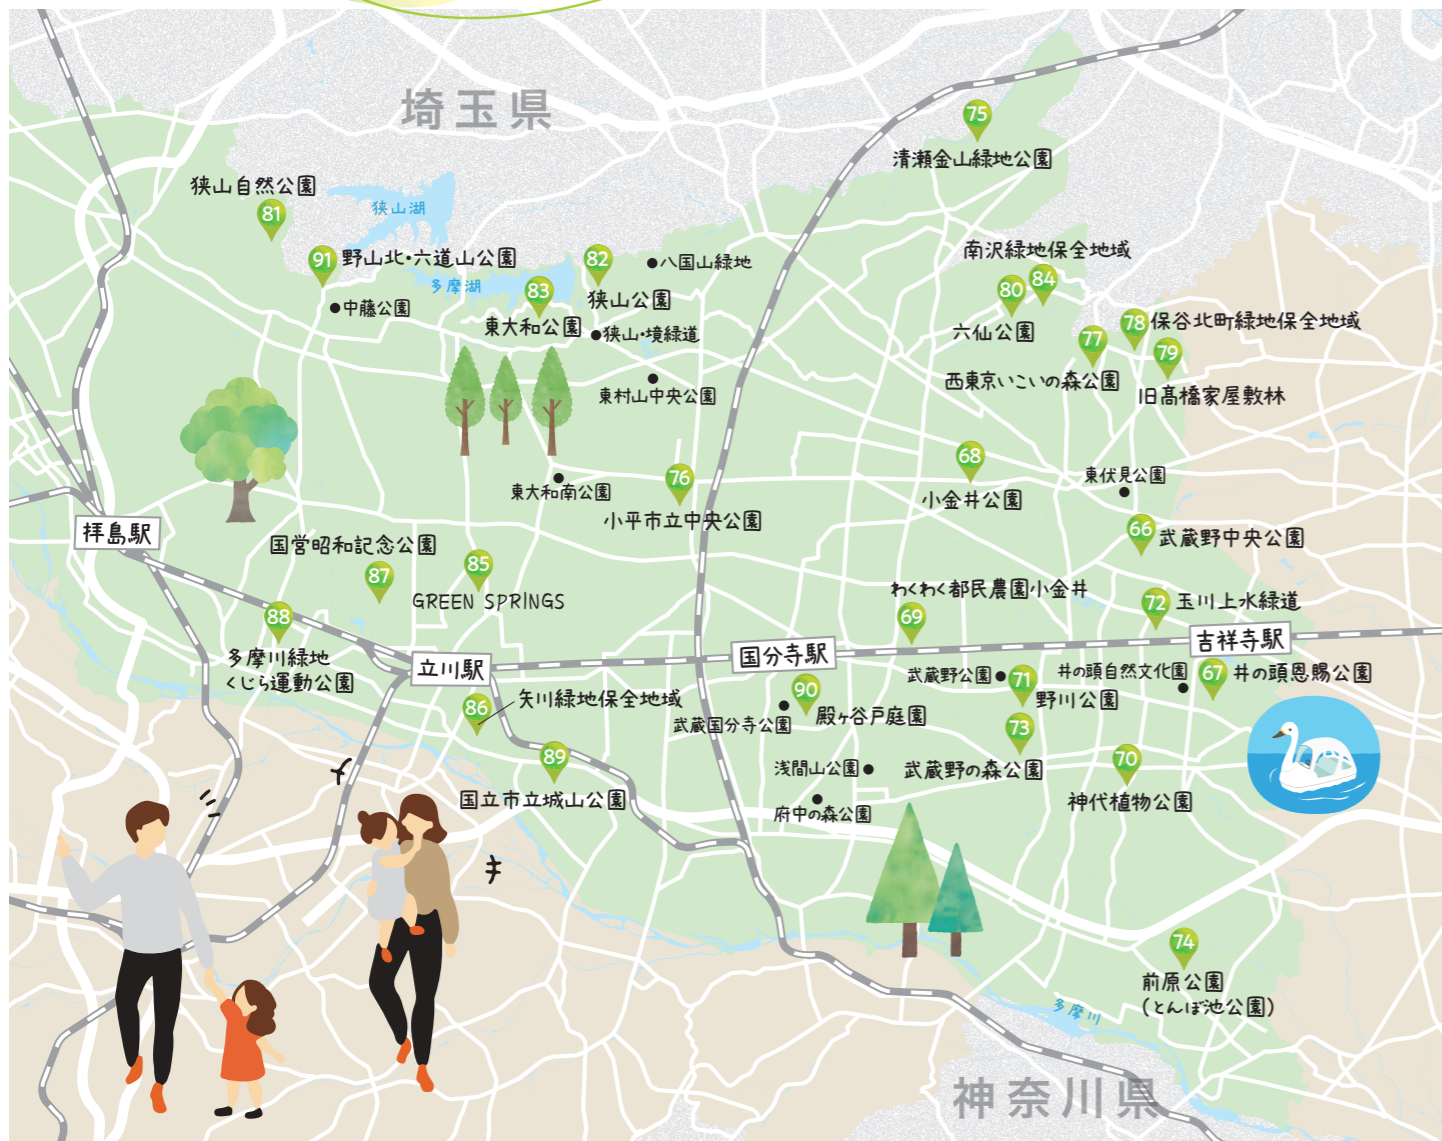 埼玉県
75
清瀬金山緑地公園
狭山自然公園
81
狭山湖
91
野山北・六道山公園
多摩湖
83
東大和公園
82
狭山公園
八国山緑地
中藤公園
狭山・境緑道
東村山中央公園
南沢緑地保全地域
80
84
六仙公園
78
保谷北町緑地保全地域
77
79
西東京いこいの森公園
旧髙橋家屋敷林
東大和南公園
76
小平市立中央公園
68
小金井公園
東伏見公園
66
武蔵野中央公園
拝島駅
国営昭和記念公園
87
85
GREEN SPRINGS
88
多摩川緑地
くじら運動公園
わくわく都民農園小金井
69
72
玉川上水緑道
吉祥寺駅
国分寺駅
立川駅
86
矢川緑地保全地域
89
国立市立城山公園
90
殿ヶ谷戸庭園
武蔵国分寺公園
武蔵野公園
71
野川公園
井の頭自然文化園
67
井の頭恩賜公園
73
武蔵野の森公園
浅間山公園
府中の森公園
70
神代植物公園
74
前原公園
(とんぼ池公園)
多摩川
神奈川県